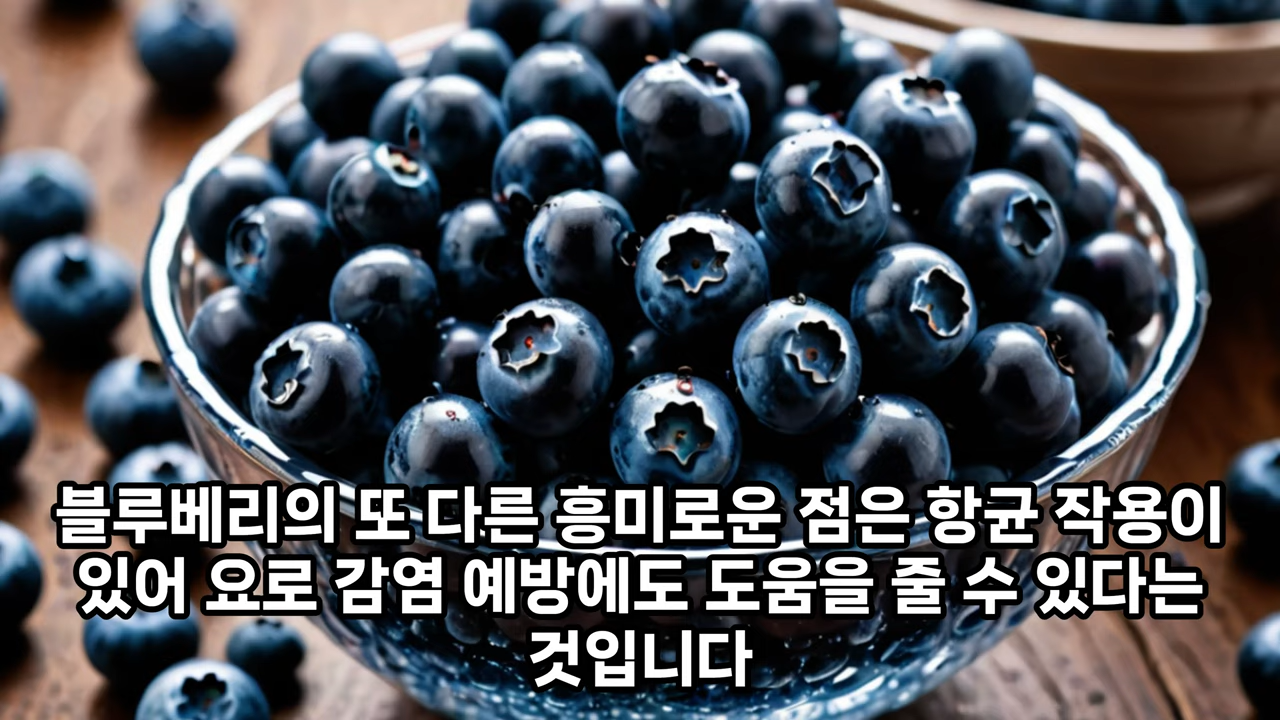 블루베리의 또 다른 흥미로운 점은 항균 작용이
있어 요로 감염 예방에도 도움을 줄 수 있다는
것입니다